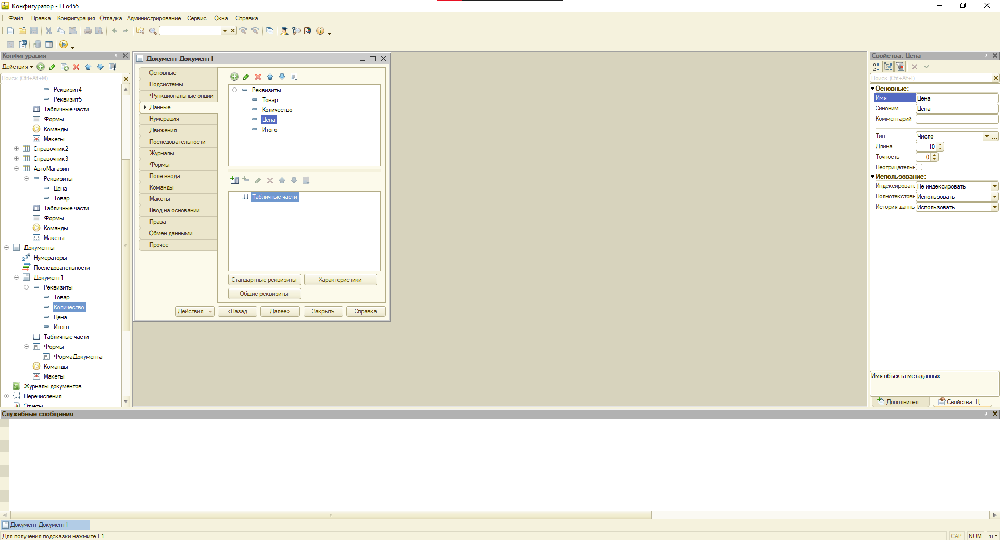 Конфигуратор - П о455
Файл Правка Конфигурация Отладка Администрирование Сервис Окна Справка
Конфигурация
Действия
Поиск (Ctrl+Alt+M)
Реквизит4
Реквизит5
Табличные части
Формы
Команды
Макеты
Справочник2
Справочник3
АвтоМагазин
Реквизиты
Цена
Товар
Табличные части
Формы
Команды
Макеты
Документы
Нумераторы
Последовательности
Документ1
Реквизиты
Товар
Количество
Цена
Итого
Табличные части
Формы
ФормаДокумента
Команды
Макеты
Журналы документов
Перечисления
Отчеты
Документ Документ1
Основные
Подсистемы
Функциональные опции
Данные
Нумерация
Движения
Последовательности
Журналы
Формы
Поле ввода
Команды
Макеты
Ввод на основании
Права
Обмен данными
Прочее
Реквизиты
Товар
Количество
Цена
Итого
Табличные части
Стандартные реквизиты Характеристики
Общие реквизиты
Действия <Назад Далее> Закрыть Справка
Свойства: Цена
Поиск (Ctrl+Alt+I)
Основные:
Имя Цена
Синоним Цена
Комментарий
Тип Число ...
Длина 10
Точность 0
Неотрицательн
Использование:
Индексировать Не индексировать
Полнотекстовы Использовать
История данны Использовать
Имя объекта метаданных
Дополнител... Свойства: Ц...
Служебные сообщения
Документ Документ1
Для получения подсказки нажмите F1 CAP NUM ru